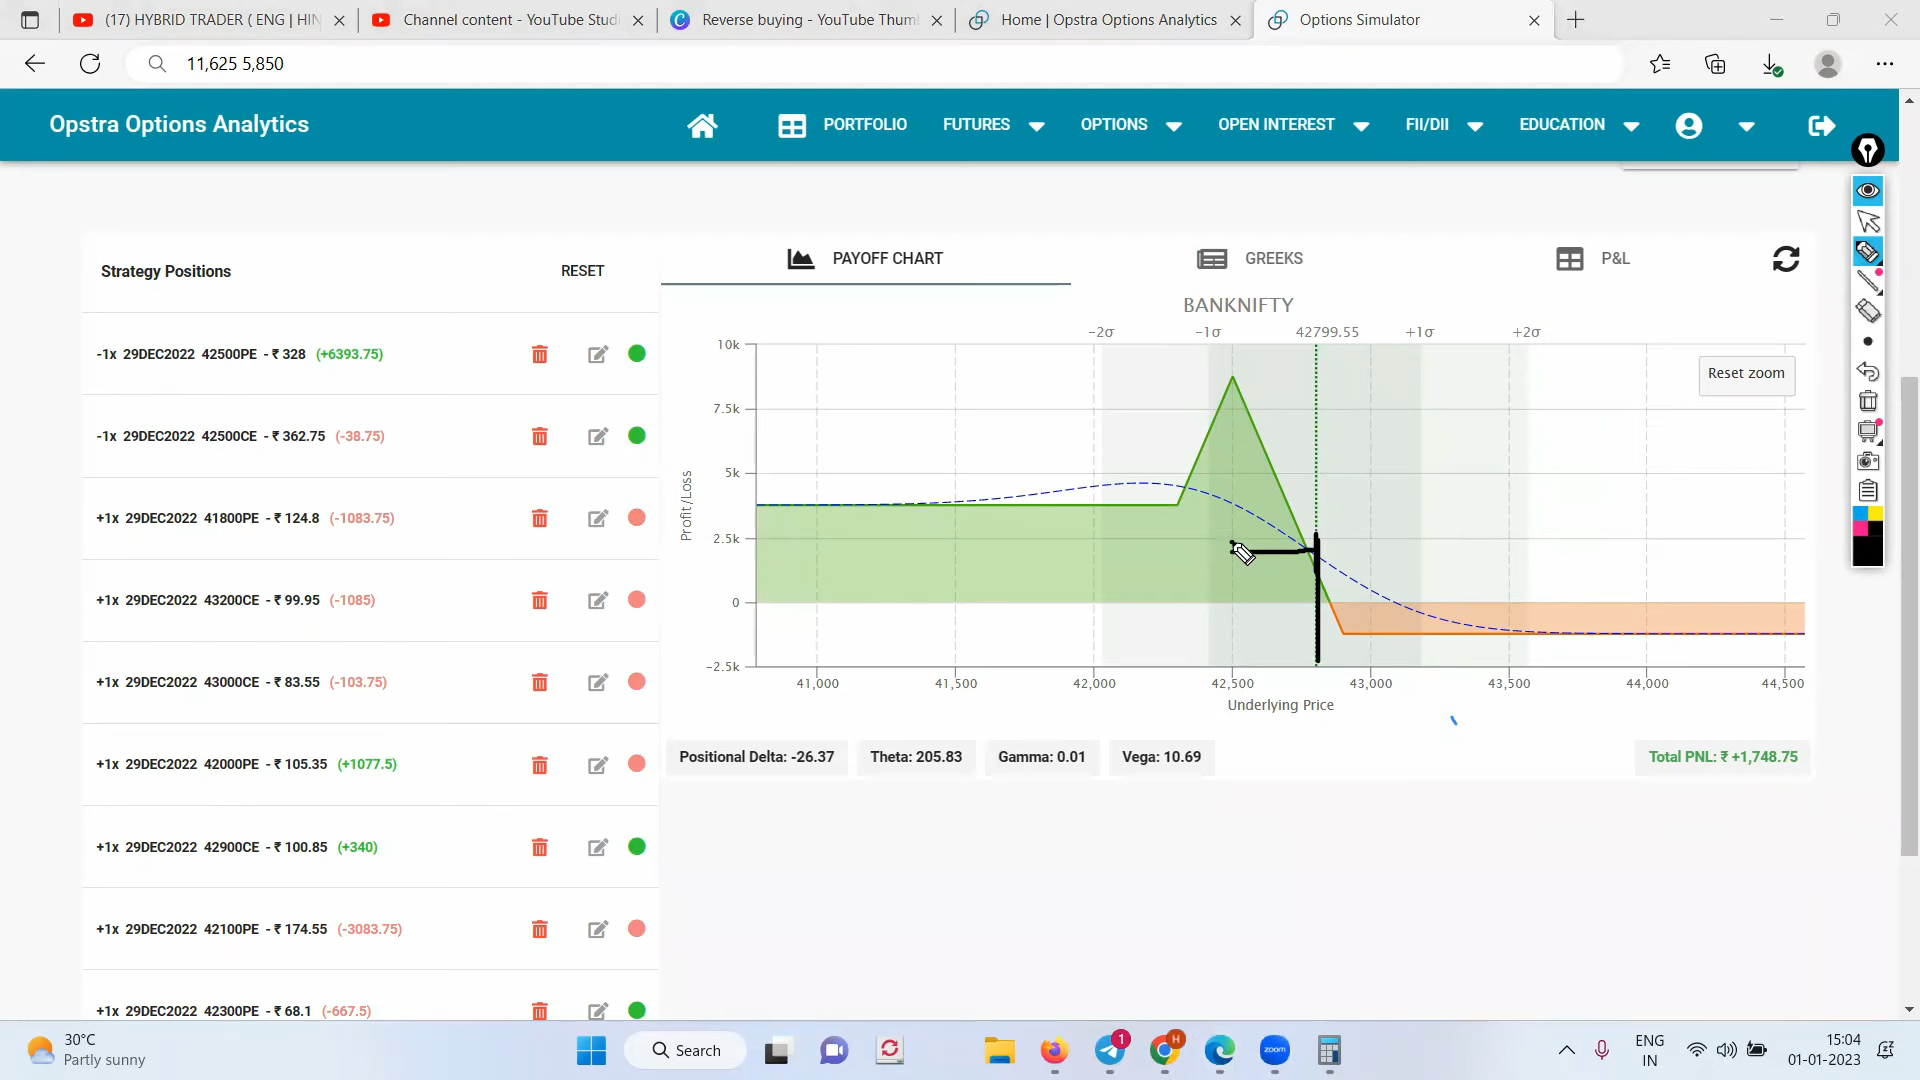 (17) HYBRID TRADER ( ENG | HIN
Channel content - YouTube Studi
Reverse buying - YouTube Thum
Home | Opstra Options Analytics
Options Simulator
11,625 5,850
Opstra Options Analytics
PORTFOLIO
FUTURES
OPTIONS
OPEN INTEREST
FII/DII
EDUCATION
Strategy Positions
RESET
PAYOFF CHART
GREEKS
P&L
-1x 29DEC2022 42500PE - ₹ 328 (+6393.75)
-1x 29DEC2022 42500CE - ₹ 362.75 (-38.75)
+1x 29DEC2022 41800PE - ₹ 124.8 (-1083.75)
+1x 29DEC2022 43200CE - ₹ 99.95 (-1085)
+1x 29DEC2022 43000CE - ₹ 83.55 (-103.75)
+1x 29DEC2022 42000PE - ₹ 105.35 (+1077.5)
+1x 29DEC2022 42900CE - ₹ 100.85 (+340)
+1x 29DEC2022 42100PE - ₹ 174.55 (-3083.75)
+1x 29DEC2022 42300PE - ₹ 68.1 (-667.5)
BANKNIFTY
-2σ
-1σ
42799.55
+1σ
+2σ
Reset zoom
10k
7.5k
5k
2.5k
0
−2.5k
Profit/Loss
41,000
41,500
42,000
42,500
43,000
43,500
44,000
44,500
Underlying Price
Positional Delta: -26.37
Theta: 205.83
Gamma: 0.01
Vega: 10.69
Total PNL: ₹ +1,748.75
30°C
Partly sunny
Search
1
H
zoom
ENG
IN
15:04
01-01-2023